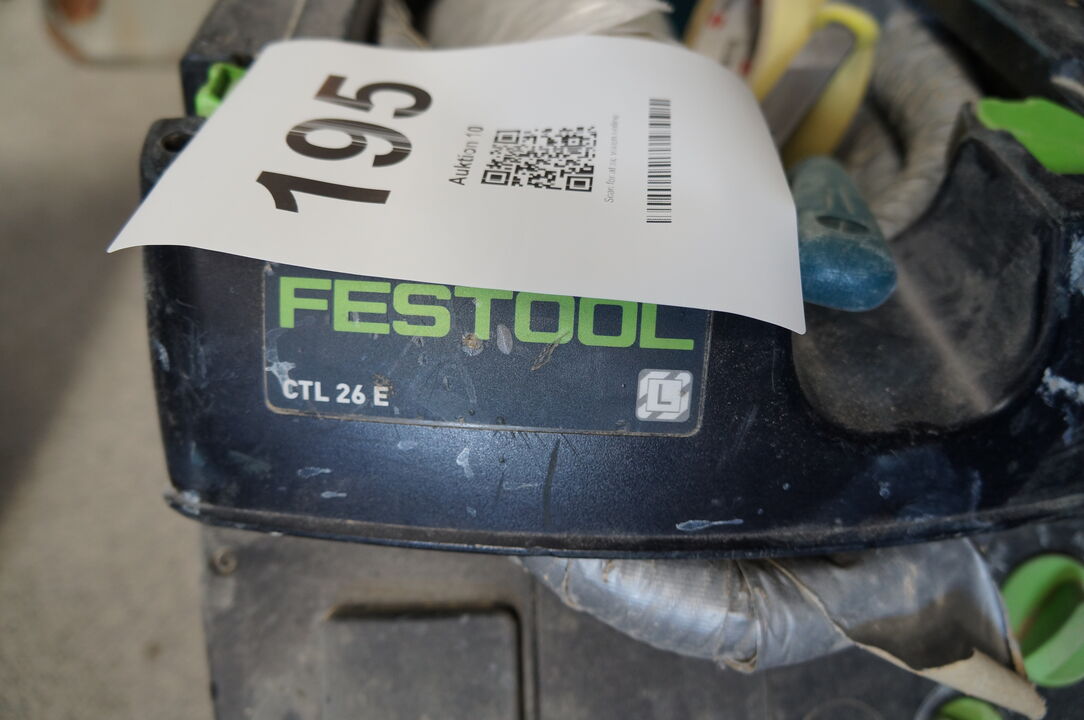 195
Auktion 10
FESTOOL
CTL 26 E
L